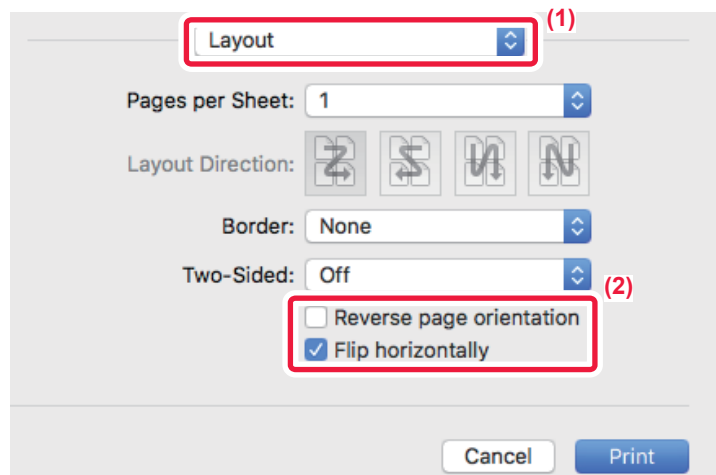 (1)
Layout
Pages per Sheet: 1
Layout Direction:
Border: None
Two-Sided: Off
(2)
Reverse page orientation
Flip horizontally
Cancel Print